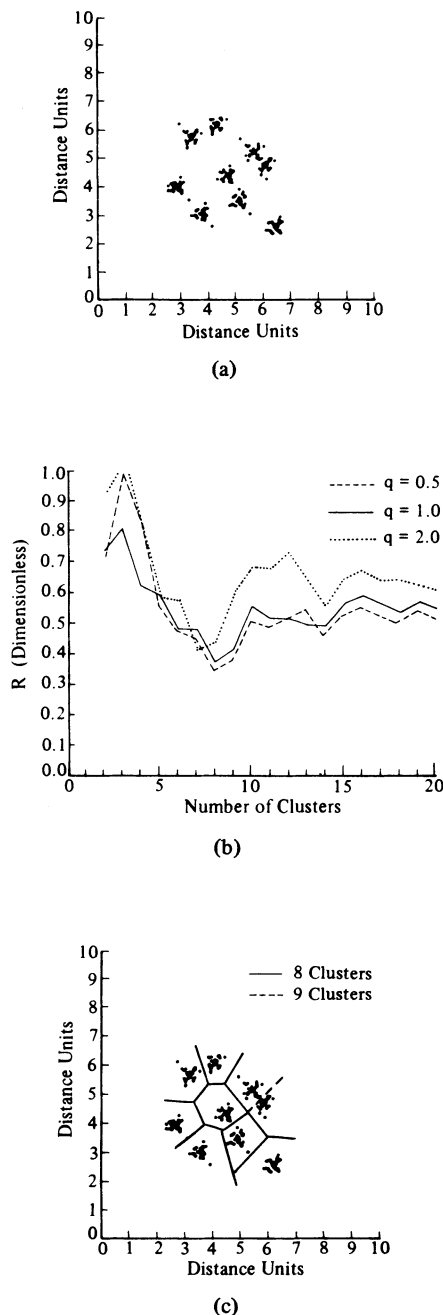 10
9
8
7
6
5
4
3
2
1
0
Distance Units
0 1 2 3 4 5 6 7 8 9 10
Distance Units
(a)
1.0
0.9
0.8
0.7
0.6
0.5
0.4
0.3
0.2
0.1
0.0
R (Dimensionless)
q = 0.5
q = 1.0
q = 2.0
0 5 10 15 20
Number of Clusters
(b)
10
9
8
7
6
5
4
3
2
1
0
Distance Units
8 Clusters
9 Clusters
0 1 2 3 4 5 6 7 8 9 10
Distance Units
(c)